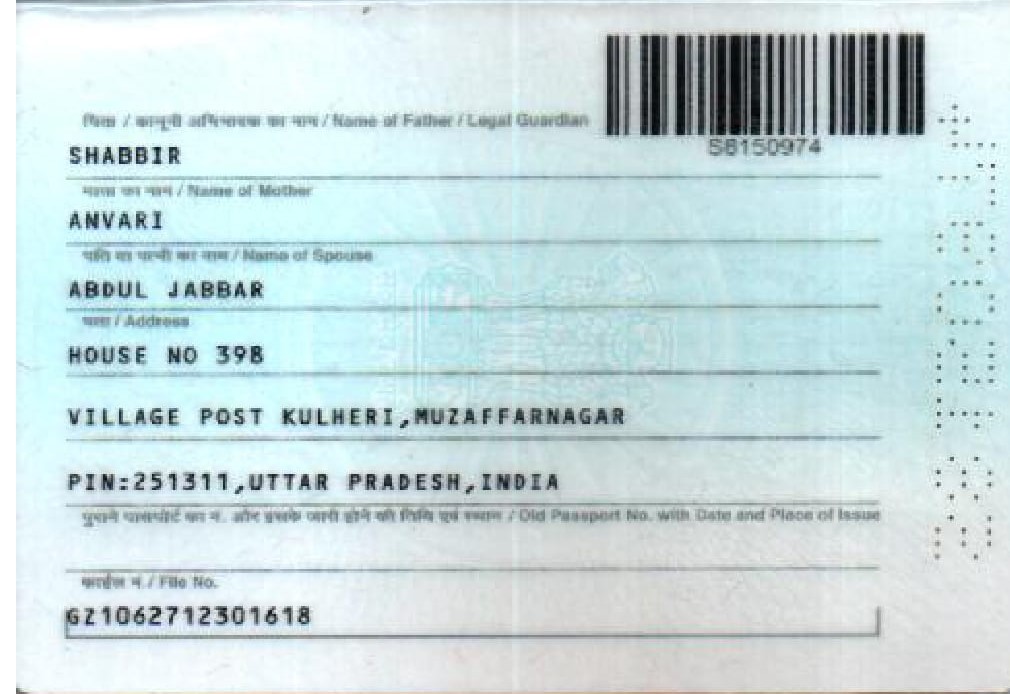 पिता / कानूनी अभिभावक का नाम / Name of Father / Legal Guardian
S6150974
SHABBIR
माता का नाम / Name of Mother
ANVARI
पति या पत्नी का नाम / Name of Spouse
ABDUL JABBAR
पता / Address
HOUSE NO 398
VILLAGE POST KULHERI,MUZAFFARNAGAR
PIN:251311,UTTAR PRADESH,INDIA
पुराने पासपोर्ट का नं. और इसके जारी होने की तिथि एवं स्थान / Old Passport No. with Date and Place of Issue
फाईल नं. / File No.
GZ1062712301618